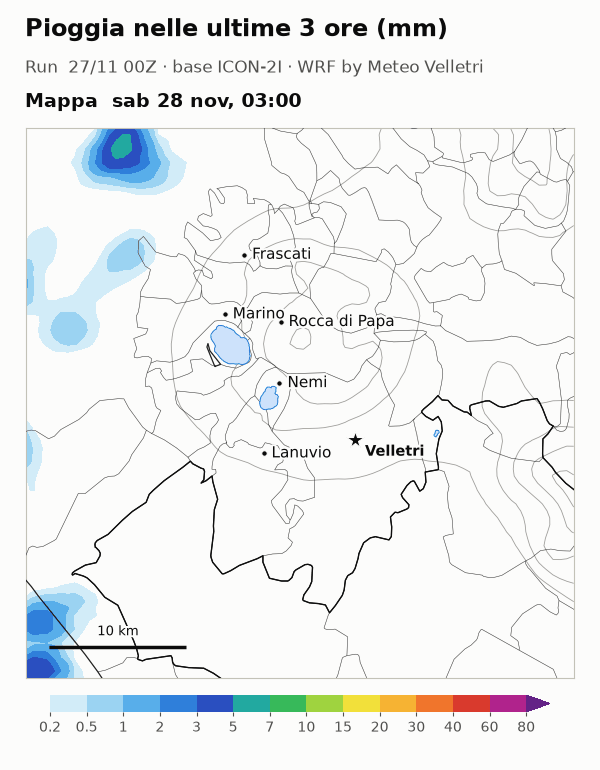 Pioggia nelle ultime 3 ore (mm)
Run 27/11 00Z · base ICON-2I · WRF by Meteo Velletri
Mappa sab 28 nov, 03:00
Frascati
Marino
Rocca di Papa
Nemi
Velletri
Lanuvio
10 km
0.2 0.5 1 2 3 5 7 10 15 20 30 40 60 80